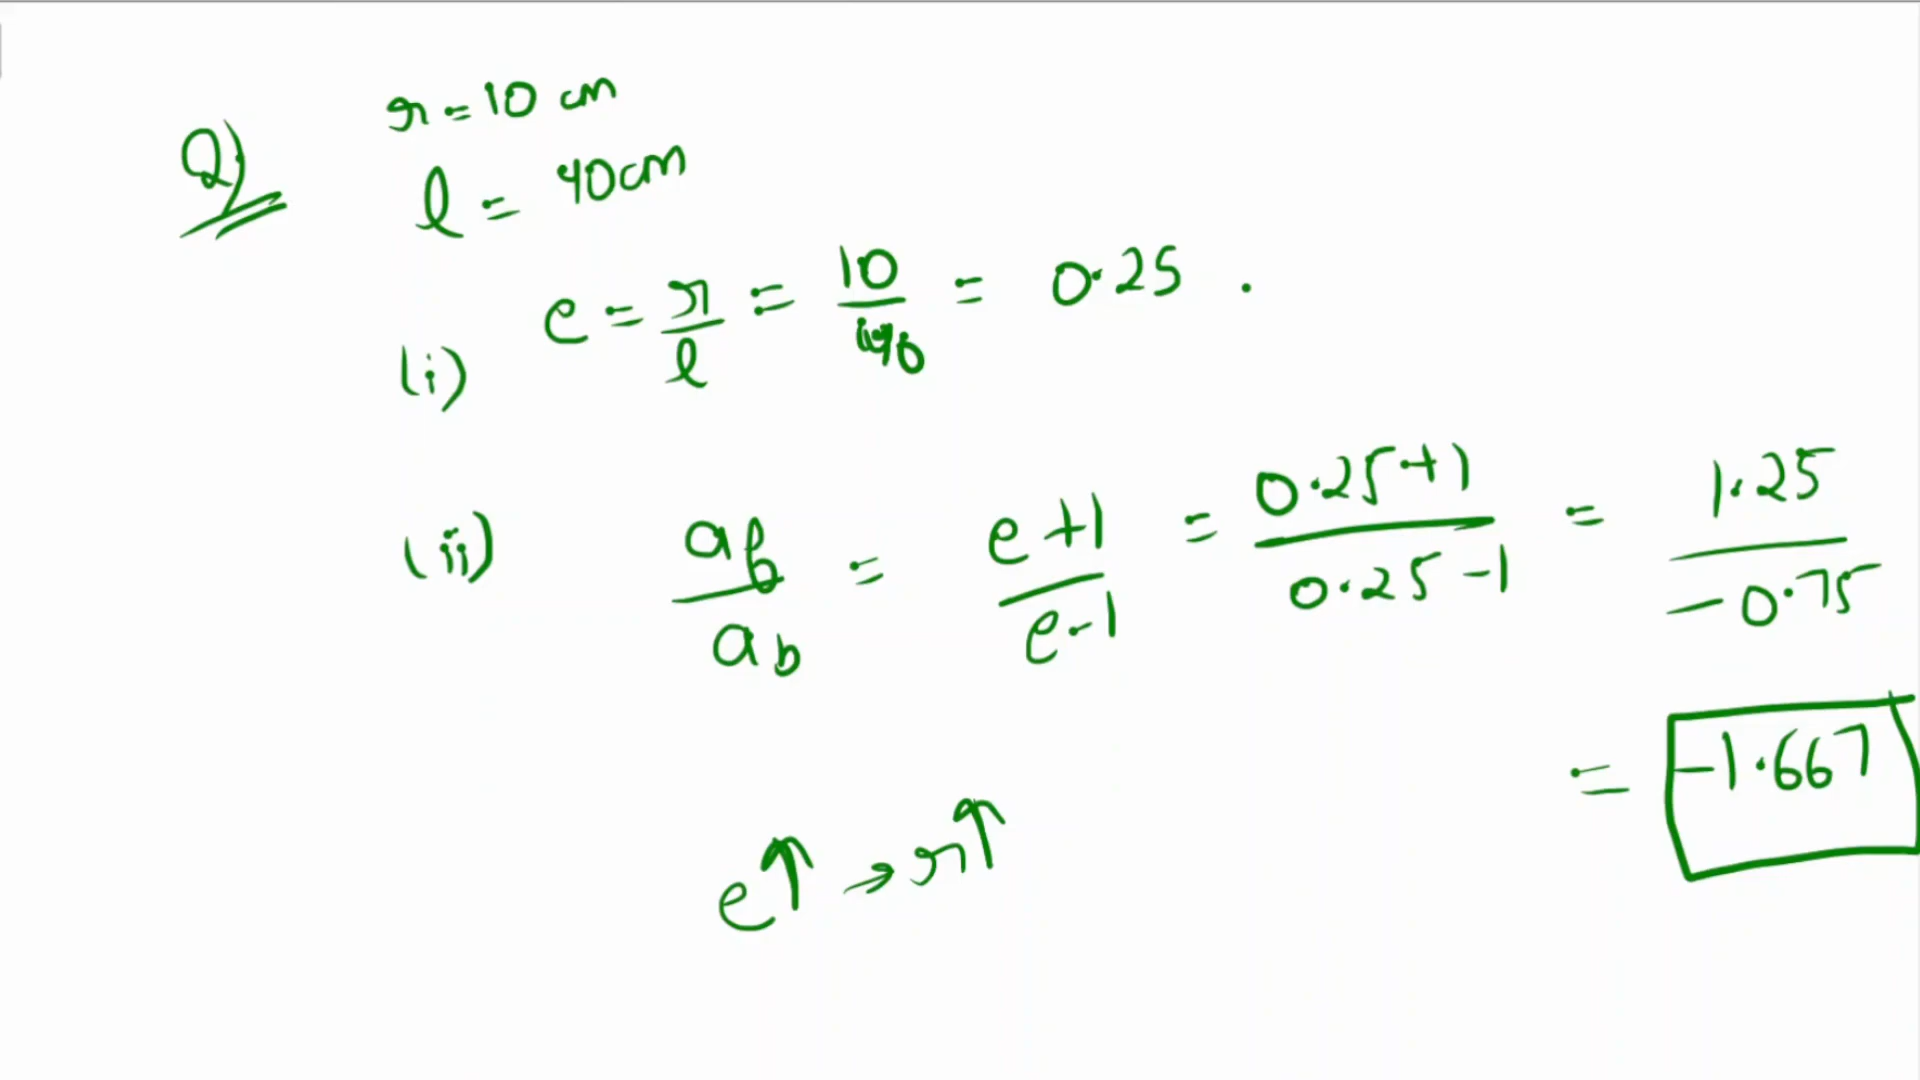 Q) r = 10 cm
l = 40cm
(i) e = r/l = 10/40 = 0.25 .
(ii) af/ab = e+1/e-1 = 0.25+1/0.25-1 = 1.25/-0.75
= -1.667
e↑ → r↑